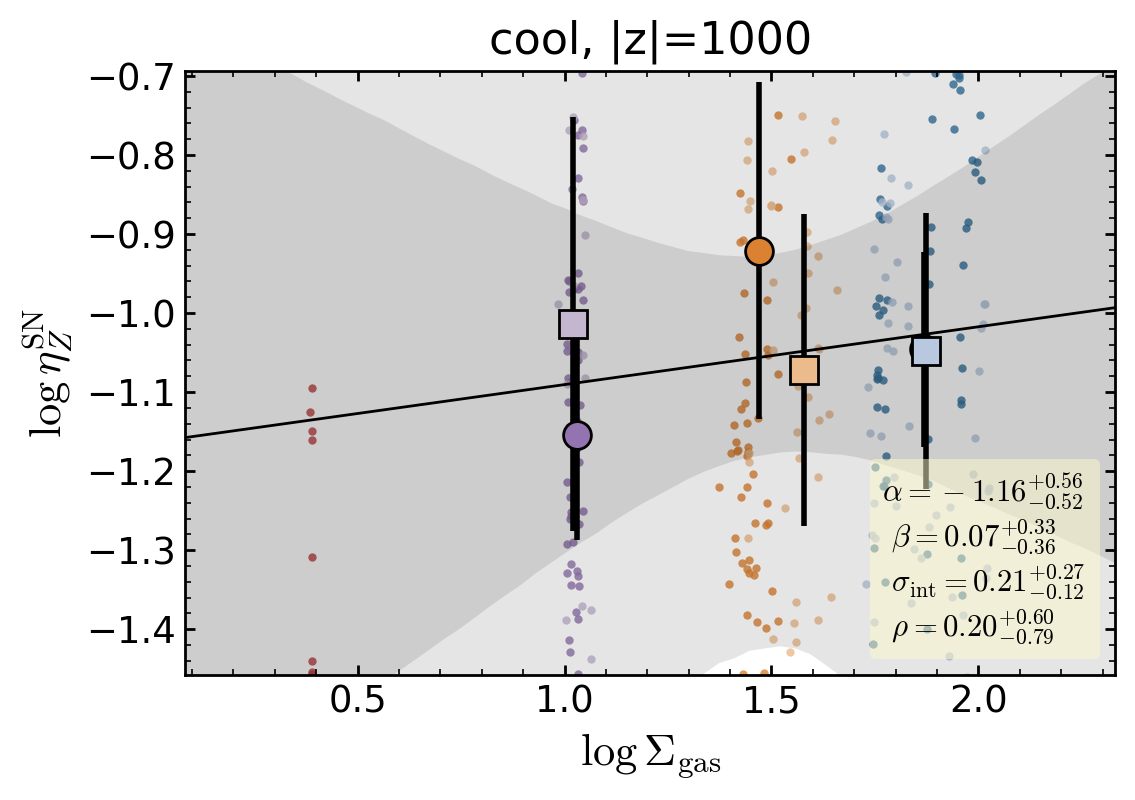 cool, |z|=1000
log η_Z^SN
−0.7
−0.8
−0.9
−1.0
−1.1
−1.2
−1.3
−1.4
α = −1.16^{+0.56}_{−0.52}
β = 0.07^{+0.33}_{−0.36}
σ_int = 0.21^{+0.27}_{−0.12}
ρ = 0.20^{+0.60}_{−0.79}
0.5 1.0 1.5 2.0
log Σ_gas